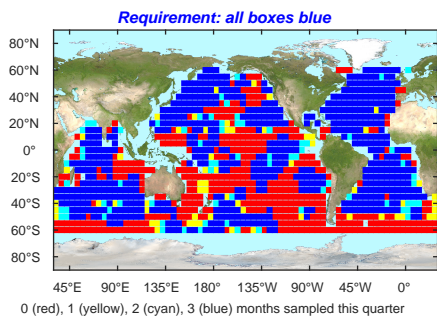 Requirement: all boxes blue
80°N
60°N
40°N
20°N
0°
20°S
40°S
60°S
80°S
45°E 90°E 135°E 180° 135°W 90°W 45°W 0°
0 (red), 1 (yellow), 2 (cyan), 3 (blue) months sampled this quarter